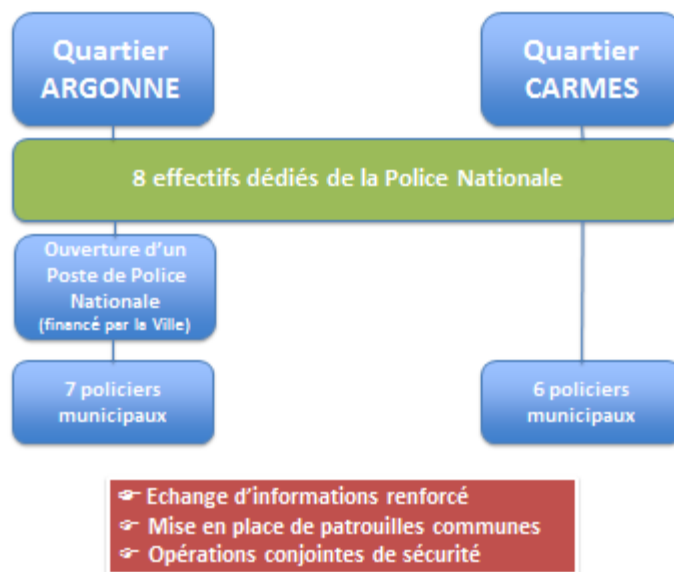 Quartier
ARGONNE
Quartier
CARMES
8 effectifs dédiés de la Police Nationale
Ouverture d'un
Poste de Police
Nationale
(financé par la Ville)
7 policiers
municipaux
6 policiers
municipaux
☞ Echange d'informations renforcé
☞ Mise en place de patrouilles communes
☞ Opérations conjointes de sécurité